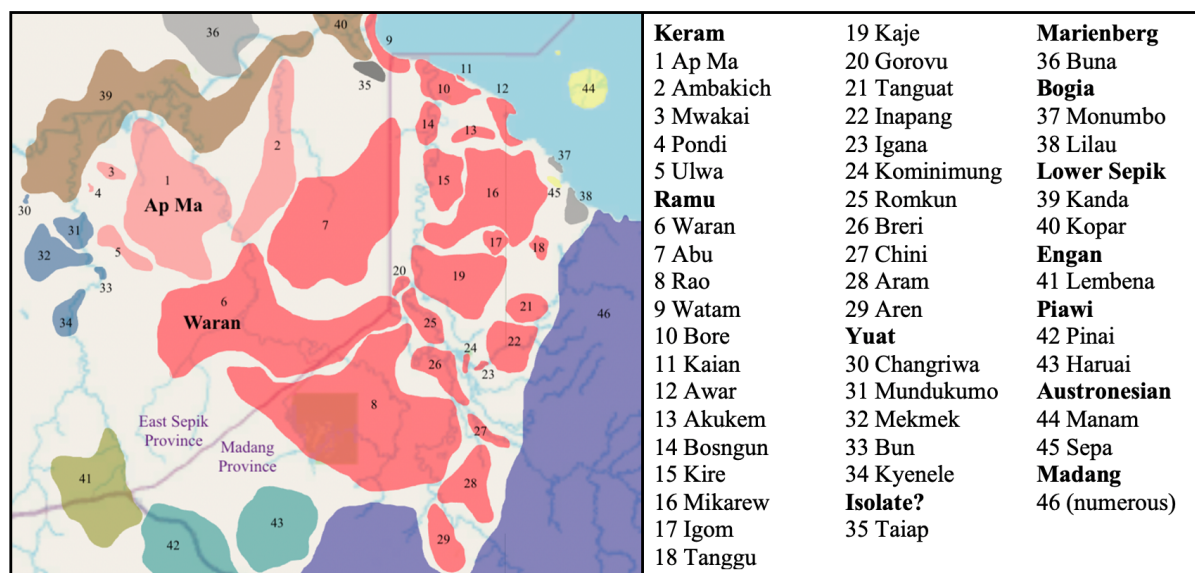 36
40
9
35
11
44
39
10
12
2
14
13
37
3
1
15
16
45
38
4
30
Ap Ma
31
7
17
18
32
5
33
20
19
6
46
34
Waran
21
25
22
24
26
23
8
East Sepik
Province
27
Madang
Province
41
28
43
42
29
Keram
1 Ap Ma
2 Ambakich
3 Mwakai
4 Pondi
5 Ulwa
Ramu
6 Waran
7 Abu
8 Rao
9 Watam
10 Bore
11 Kaian
12 Awar
13 Akukem
14 Bosngun
15 Kire
16 Mikarew
17 Igom
18 Tanggu
19 Kaje
20 Gorovu
21 Tanguat
22 Inapang
23 Igana
24 Kominimung
25 Romkun
26 Breri
27 Chini
28 Aram
29 Aren
Yuat
30 Changriwa
31 Mundukumo
32 Mekmek
33 Bun
34 Kyenele
Isolate?
35 Taiap
Marienberg
36 Buna
Bogia
37 Monumbo
38 Lilau
Lower Sepik
39 Kanda
40 Kopar
Engan
41 Lembena
Piawi
42 Pinai
43 Haruai
Austronesian
44 Manam
45 Sepa
Madang
46 (numerous)